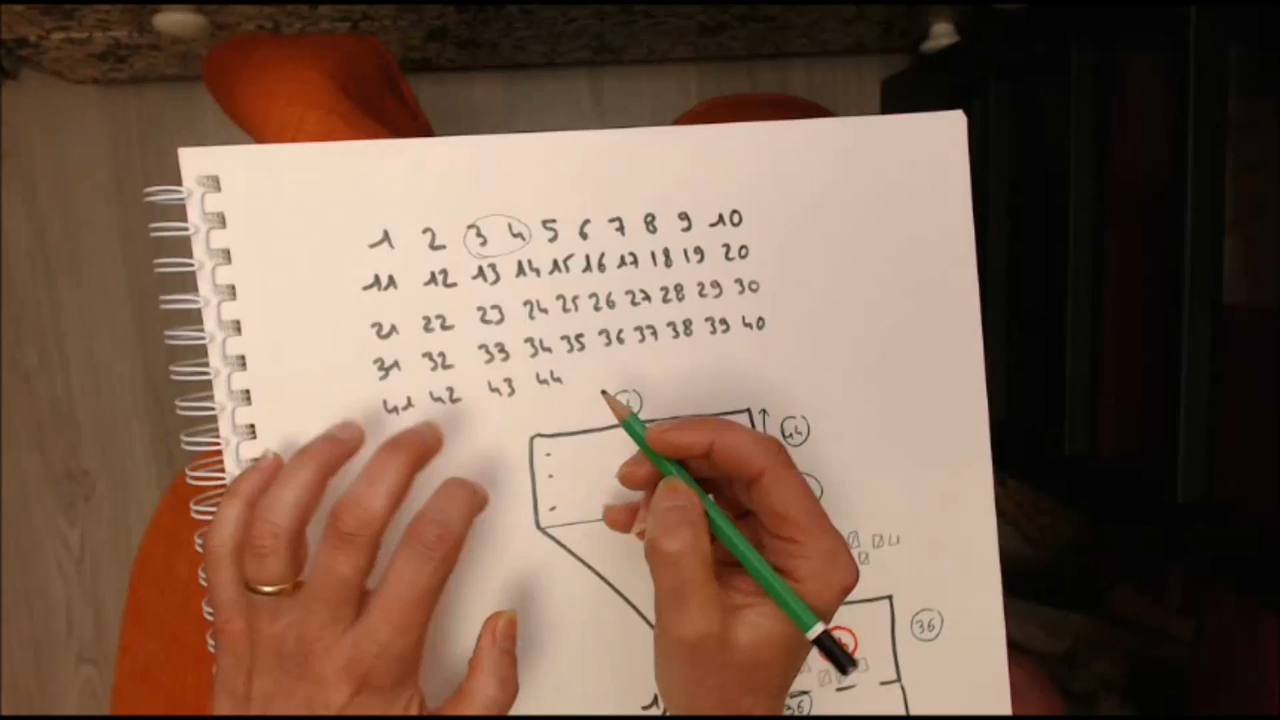 1 2 3 4 5 6 7 8 9 10
11 12 13 14 15 16 17 18 19 20
21 22 23 24 25 26 27 28 29 30
31 32 33 34 35 36 37 38 39 40
41 42 43 44
44
36
36
1